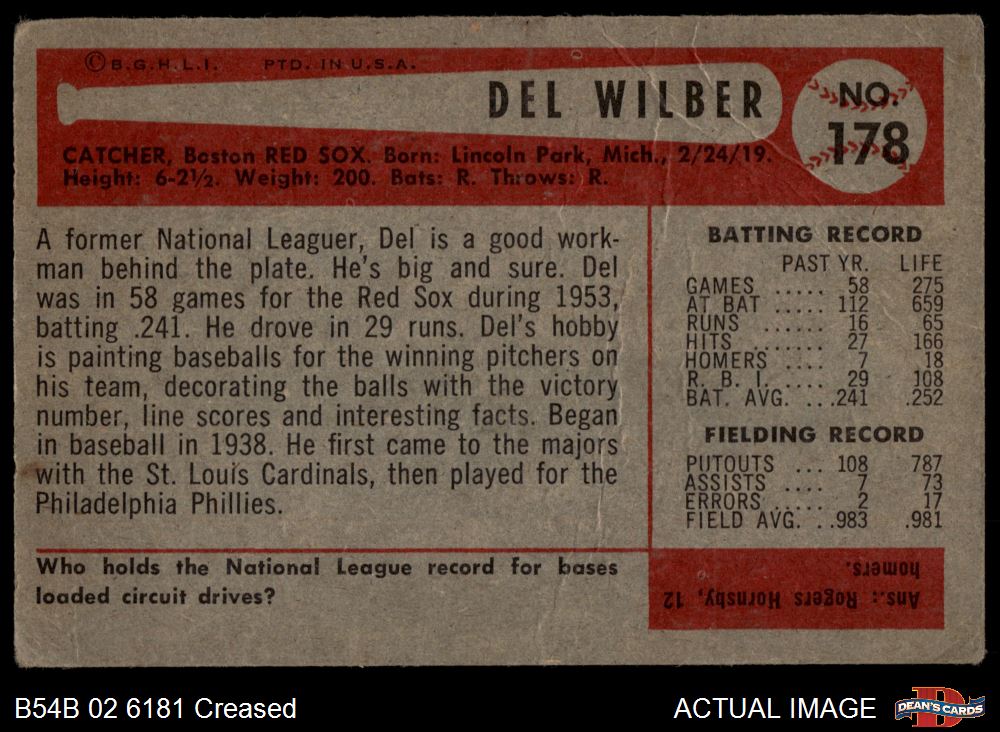 © B.G.H.L.I. PTD. IN U.S.A.
DEL WILBER
NO.
178
CATCHER, Boston RED SOX. Born: Lincoln Park, Mich., 2/24/19.
Height: 6-2½. Weight: 200. Bats: R. Throws: R.
A former National Leaguer, Del is a good work-
man behind the plate. He's big and sure. Del
was in 58 games for the Red Sox during 1953,
batting .241. He drove in 29 runs. Del's hobby
is painting baseballs for the winning pitchers on
his team, decorating the balls with the victory
number, line scores and interesting facts. Began
in baseball in 1938. He first came to the majors
with the St. Louis Cardinals, then played for the
Philadelphia Phillies.
BATTING RECORD
PAST YR. LIFE
GAMES ..... 58 275
AT BAT ..... 112 659
RUNS ...... 16 65
HITS ...... 27 166
HOMERS .... 7 18
R. B. I. .... 29 108
BAT. AVG. ...241 .252
FIELDING RECORD
PUTOUTS ... 108 787
ASSISTS .... 7 73
ERRORS ..... 2 17
FIELD AVG. ..983 .981
Who holds the National League record for bases
loaded circuit drives?
Ans.: Rogers Hornsby, 12
homers.
B54B 02 6181 Creased
ACTUAL IMAGE
DEAN'S CARDS